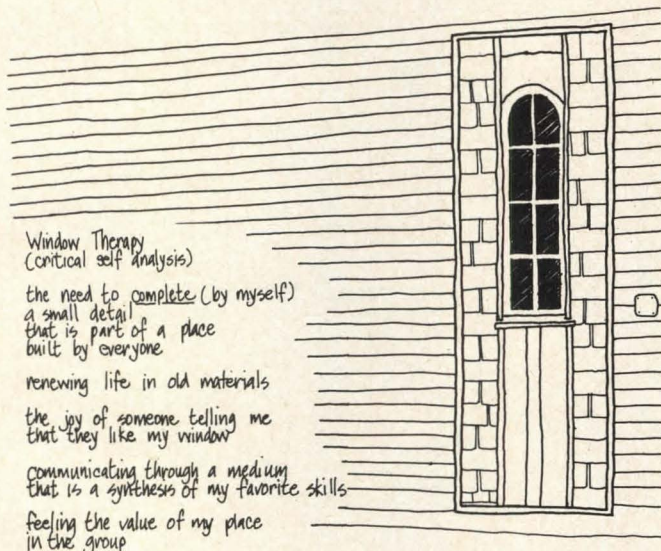 Window Therapy
(critical self analysis)
the need to complete (by myself)
a small detail
that is part of a place
built by everyone
renewing life in old materials
the joy of someone telling me
that they like my window
communicating through a medium
that is a synthesis of my favorite skills
feeling the value of my place
in the group